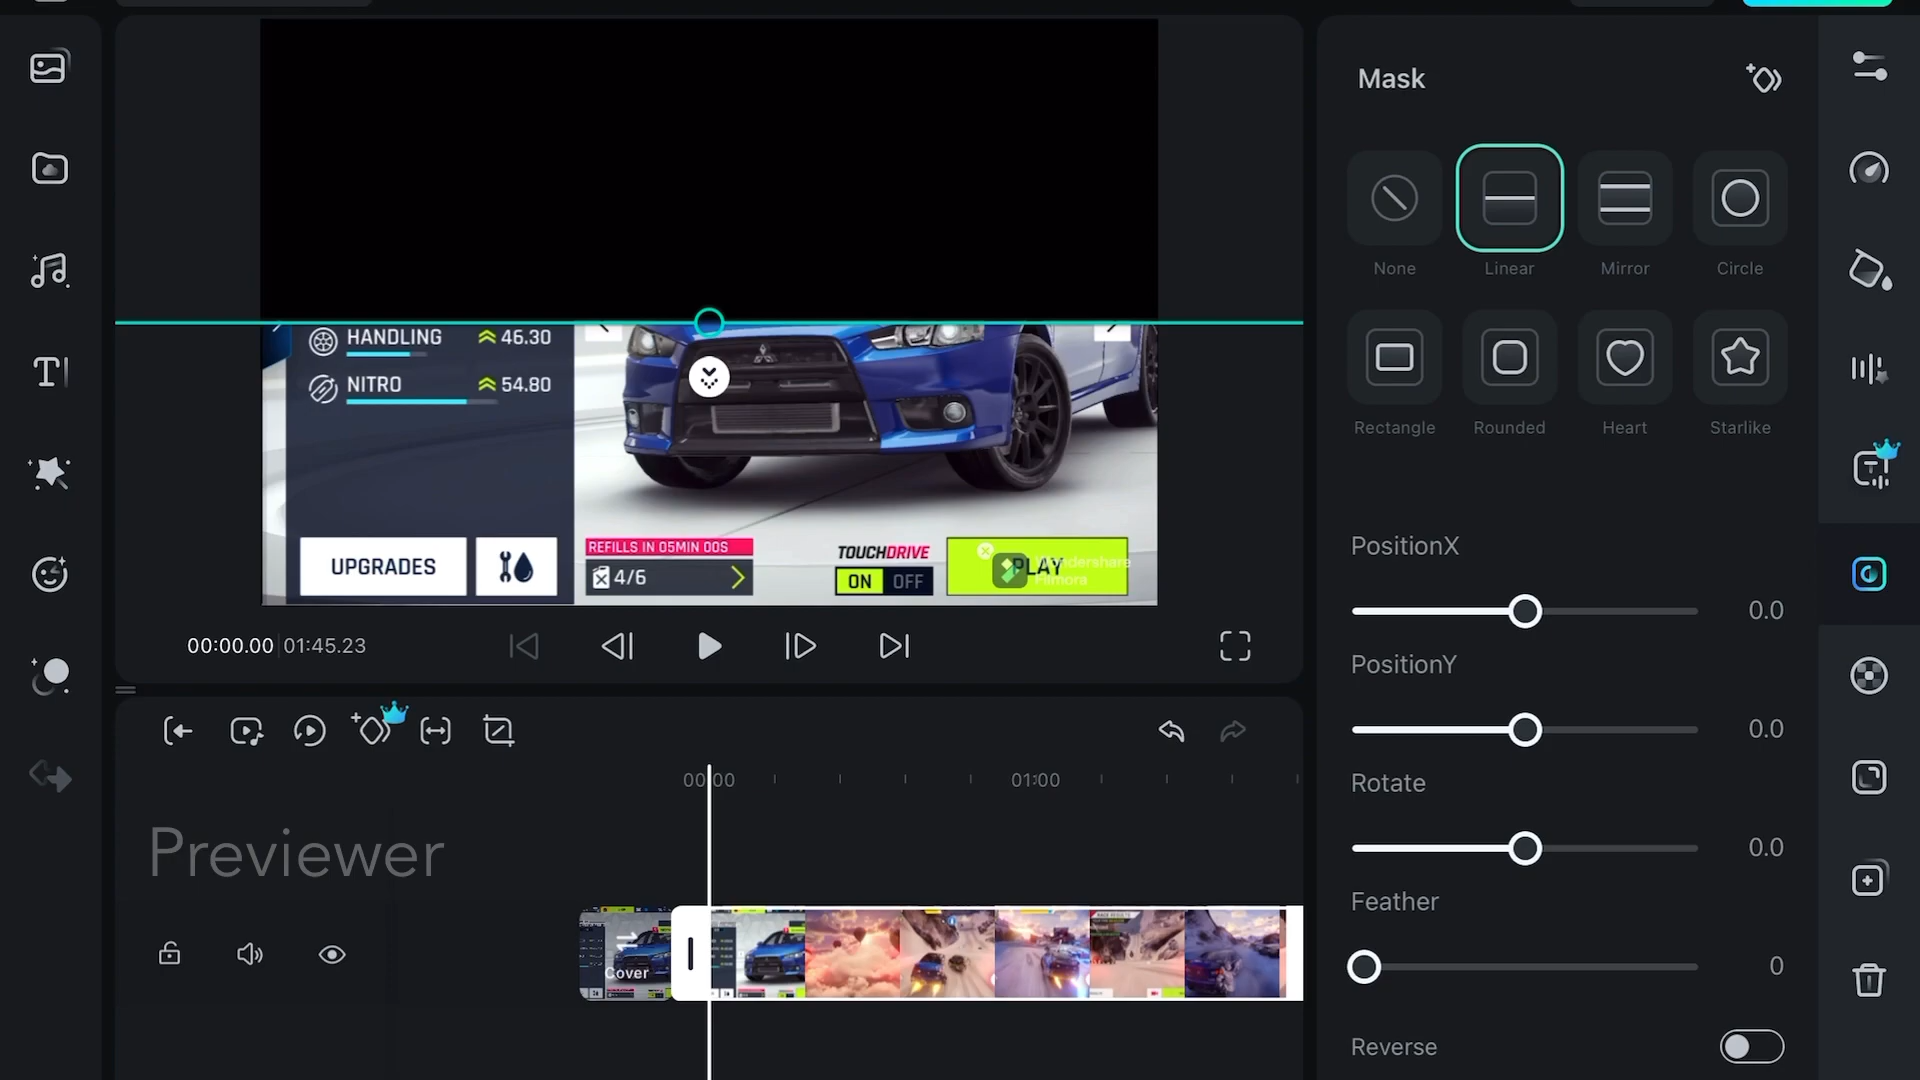 Mask
None
Linear
Mirror
Circle
Rectangle
Rounded
Heart
Starlike
PositionX
0.0
PositionY
0.0
Rotate
0.0
Feather
0
Reverse
HANDLING
46.30
NITRO
54.80
UPGRADES
REFILLS IN 05MIN 00S
4/6
TOUCHDRIVE
ON OFF
PLAY
Wondershare
Filmora
00:00.00 01:45.23
00:00
01:00
Previewer
Cover